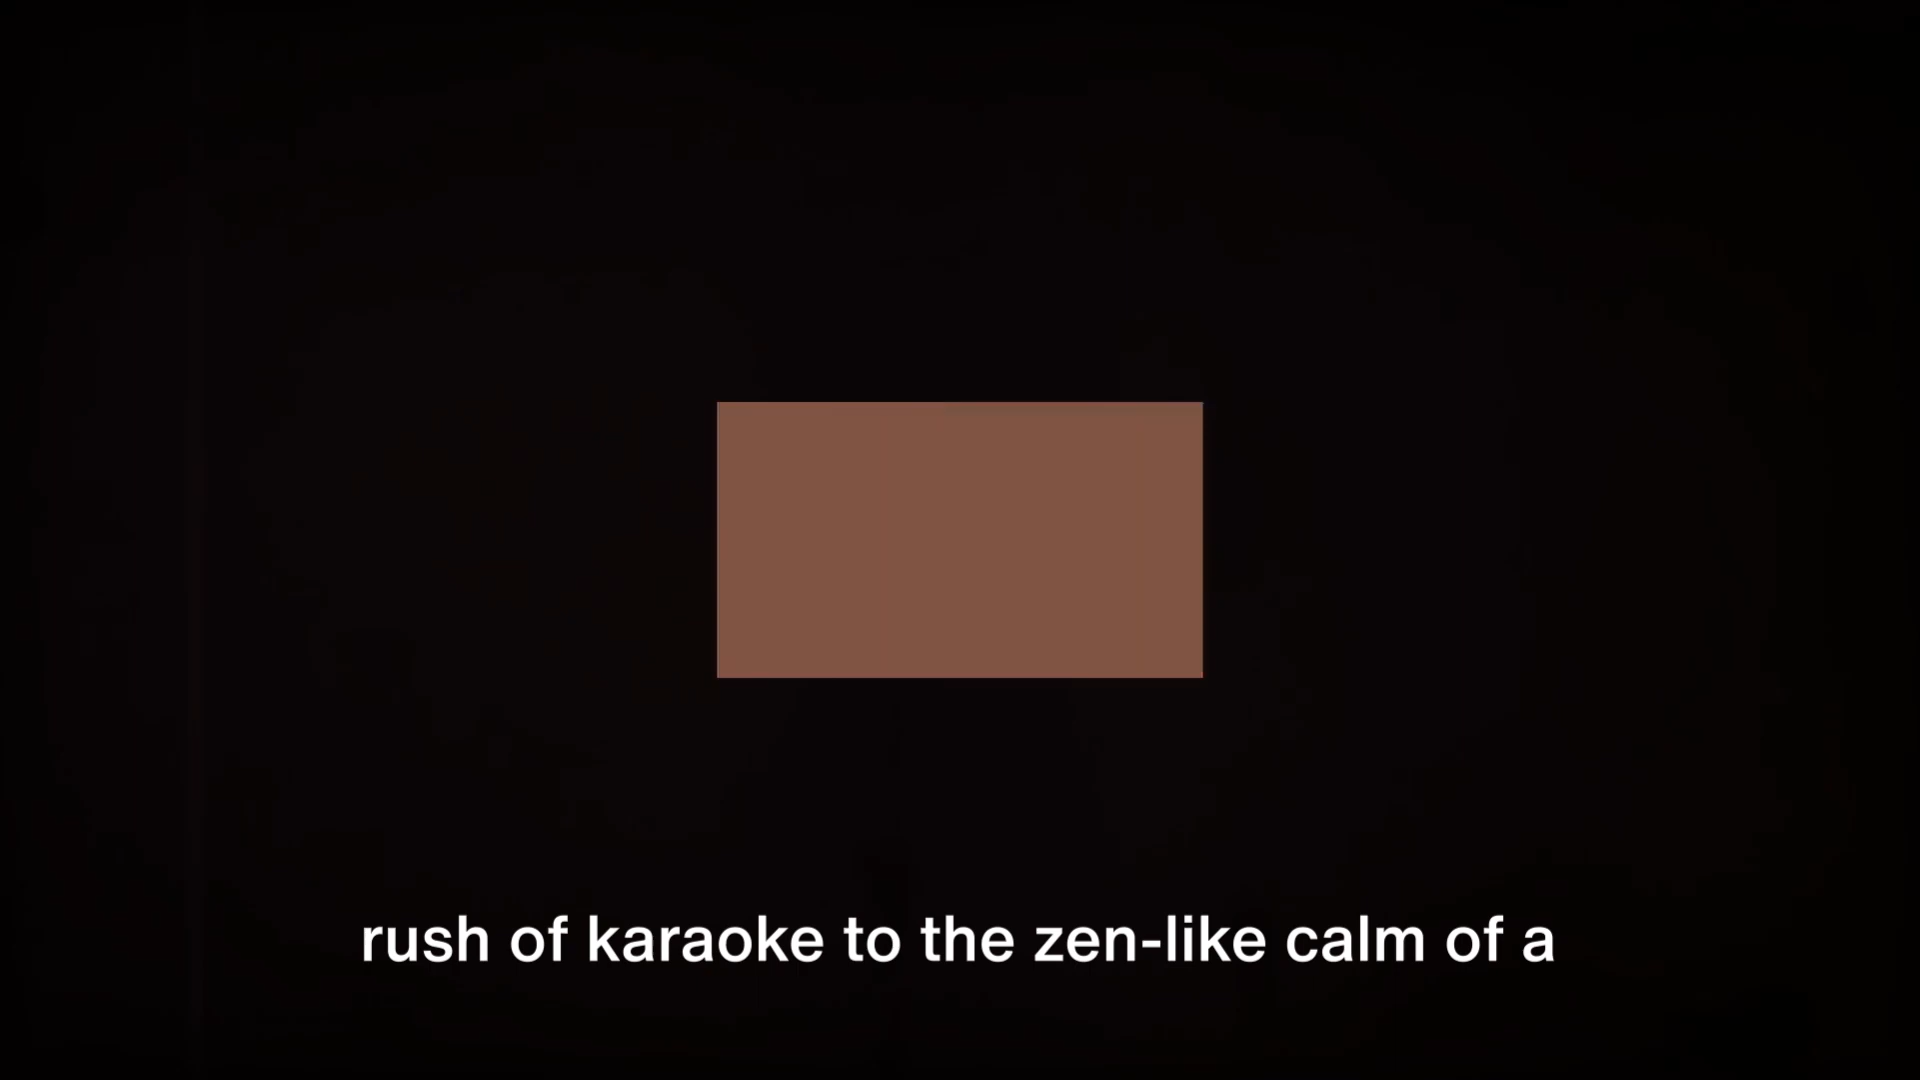 rush of karaoke to the zen-like calm of a